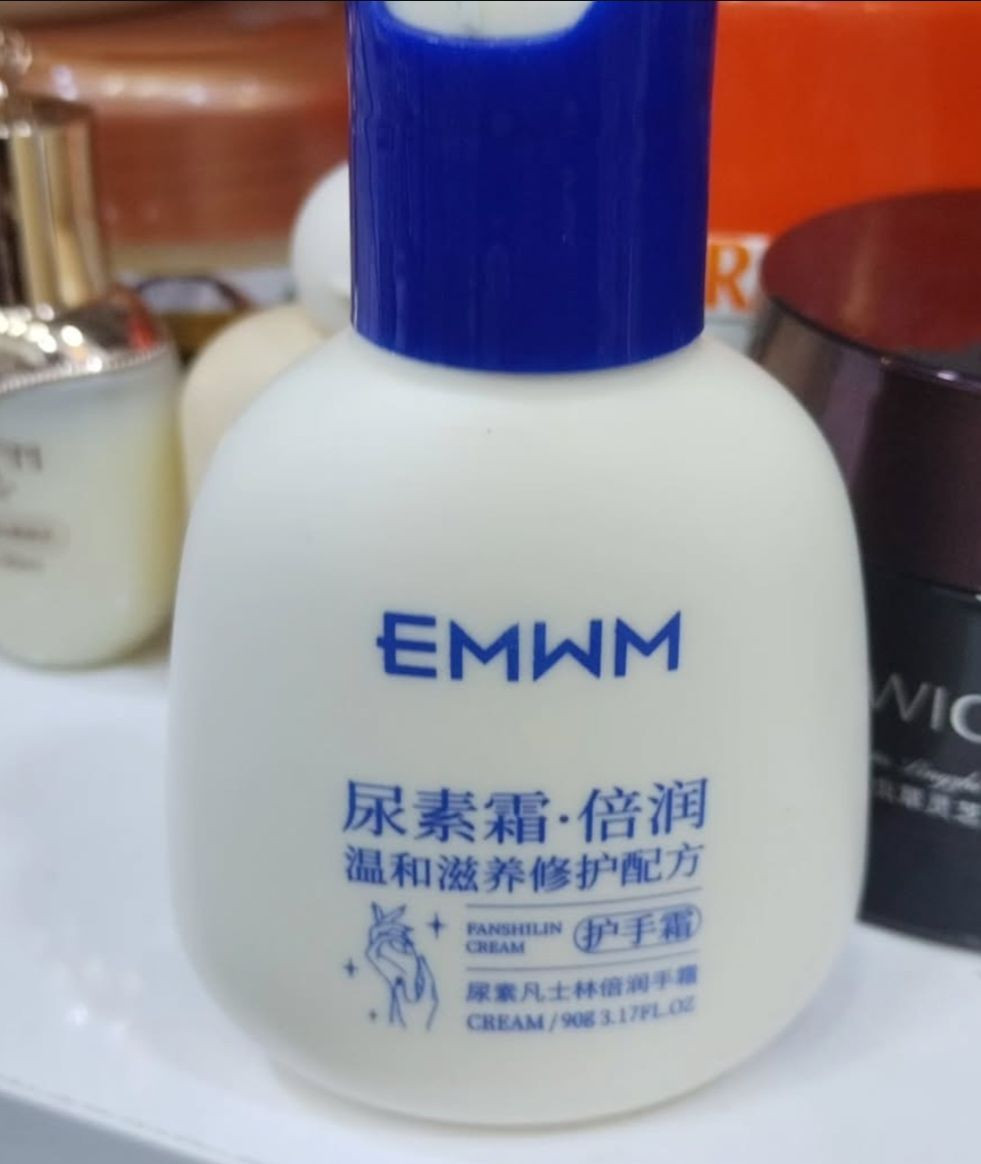 EMWM
尿素霜·倍润
温和滋养修护配方
FANSHILIN
CREAM
护手霜
尿素凡士林倍润手霜
CREAM / 90g 3.17FL.OZ
R
WIC